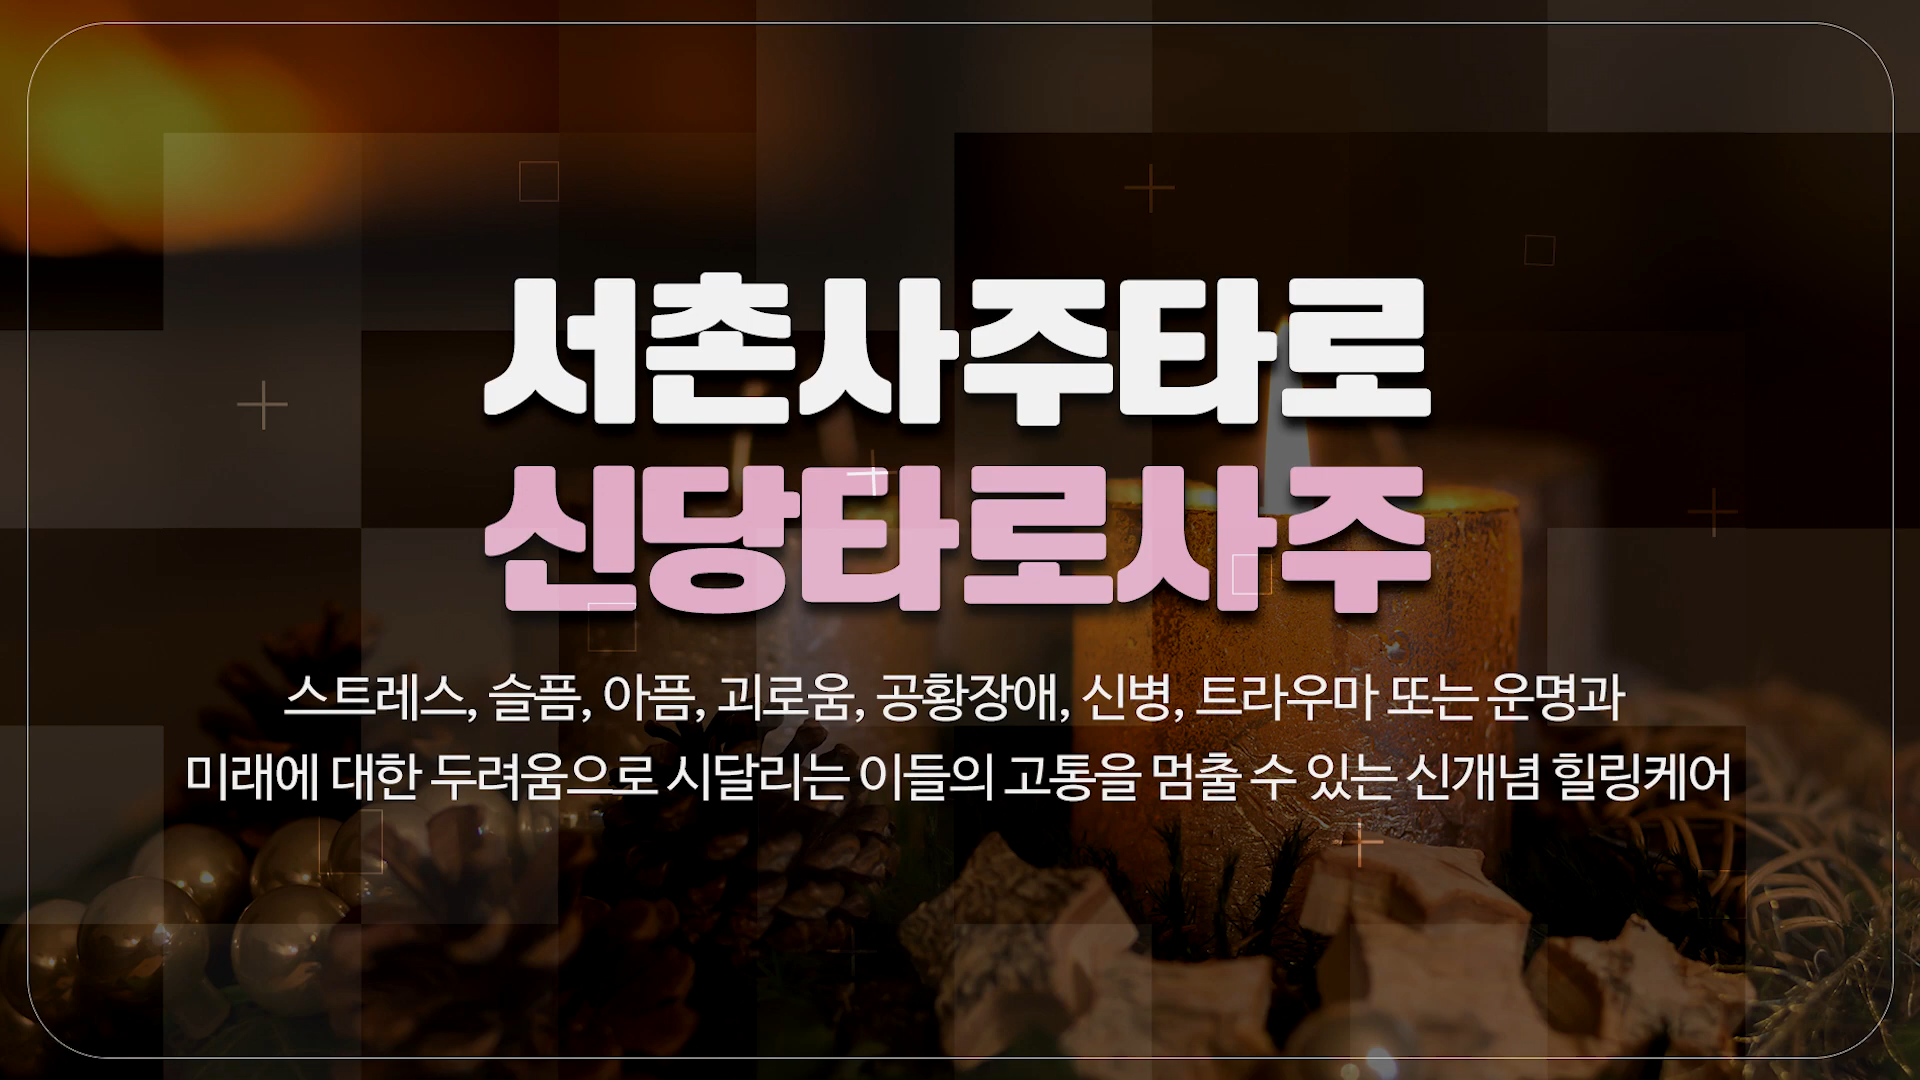 서촌사주타로
신당타로사주
스트레스, 슬픔, 아픔, 괴로움, 공황장애, 신병, 트라우마 또는 운명과
미래에 대한 두려움으로 시달리는 이들의 고통을 멈출 수 있는 신개념 힐링케어